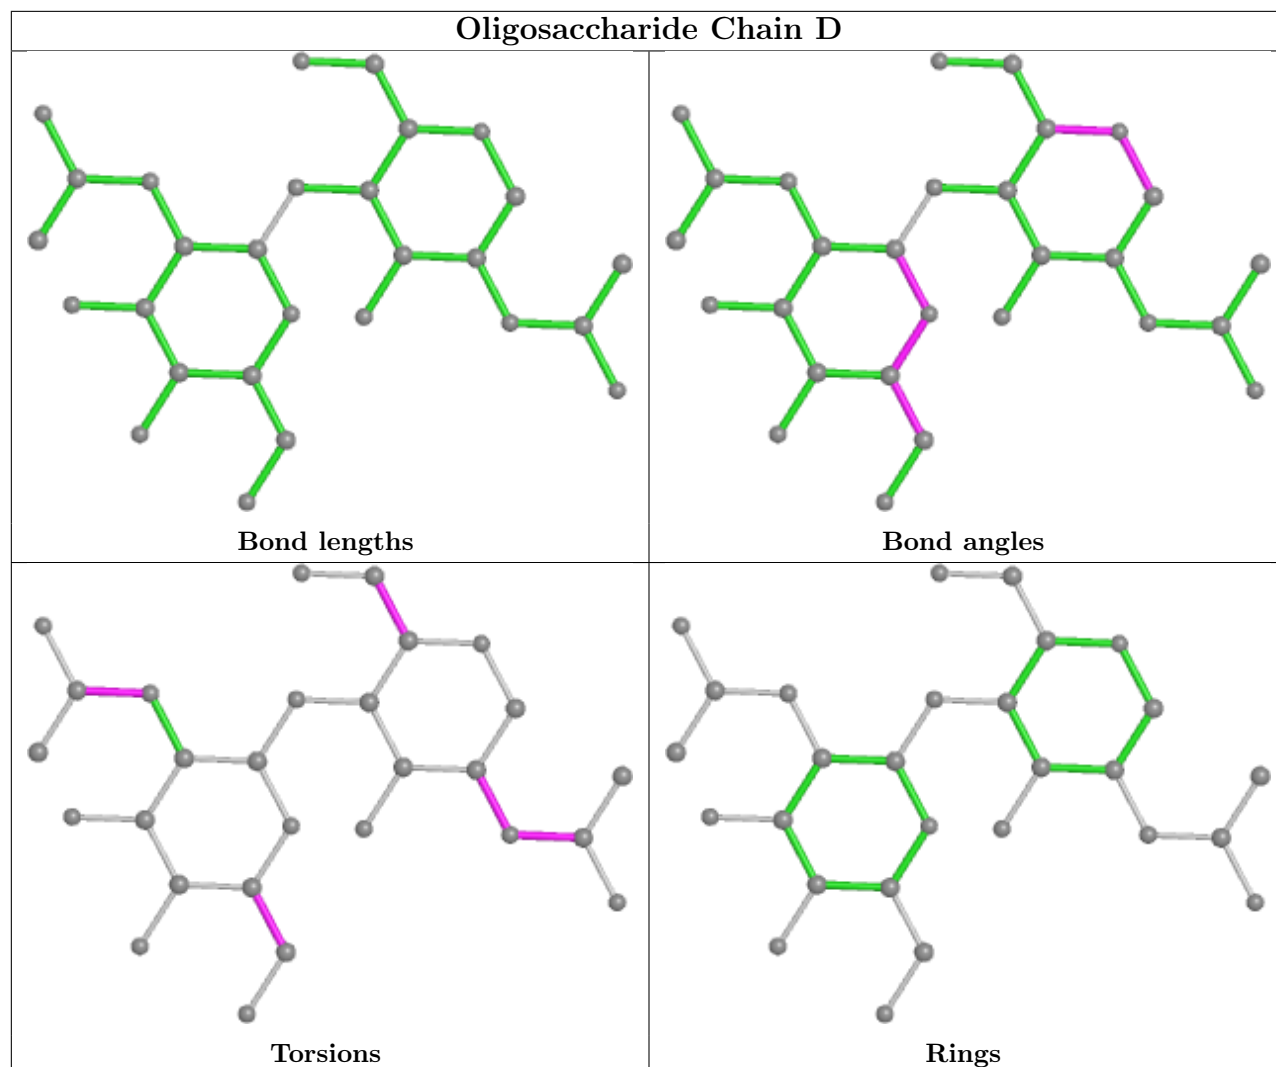 Oligosaccharide Chain D
Bond lengths
Bond angles
Torsions
Rings